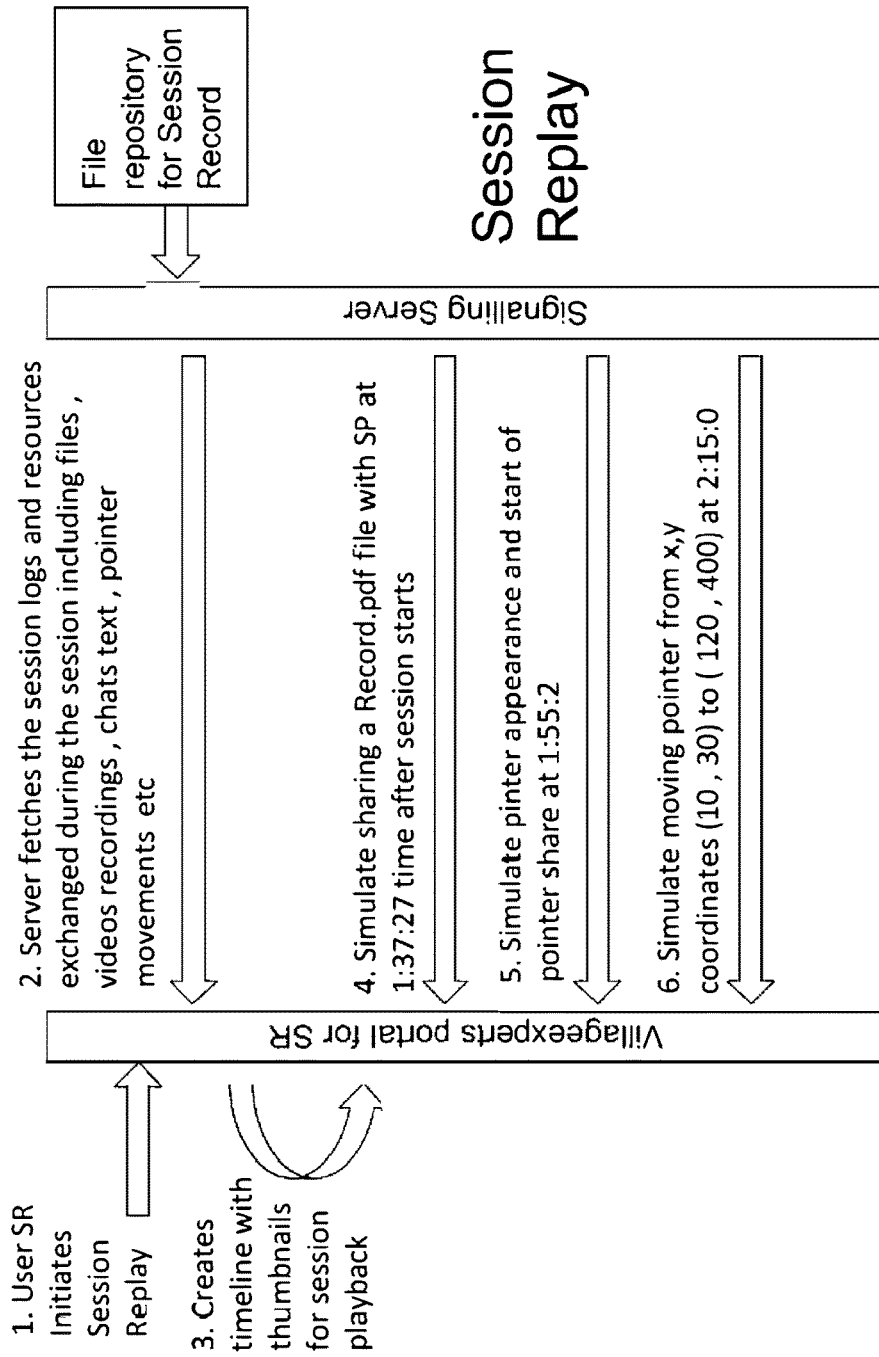 1. User SR
Initiates
Session
Replay
2. Server fetches the session logs and resources
exchanged during the session including files ,
videos recordings , chats text , pointer
movements etc
File
repository
for Session
Record
3. Creates
timeline with
thumbnails
for session
playback
Villageexperts portal for SR
Signalling Server
4. Simulate sharing a Record.pdf file with SP at
1:37:27 time after session starts
5. Simulate pinter appearance and start of
pointer share at 1:55:2
6. Simulate moving pointer from x,y
coordinates (10 , 30) to ( 120 , 400) at 2:15:0
Session
Replay